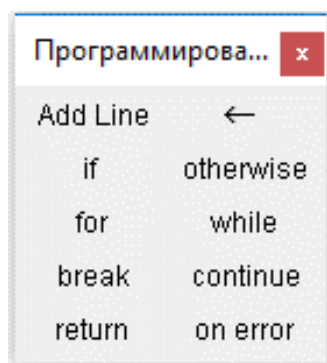 Программирова... x
Add Line ←
if otherwise
for while
break continue
return on error